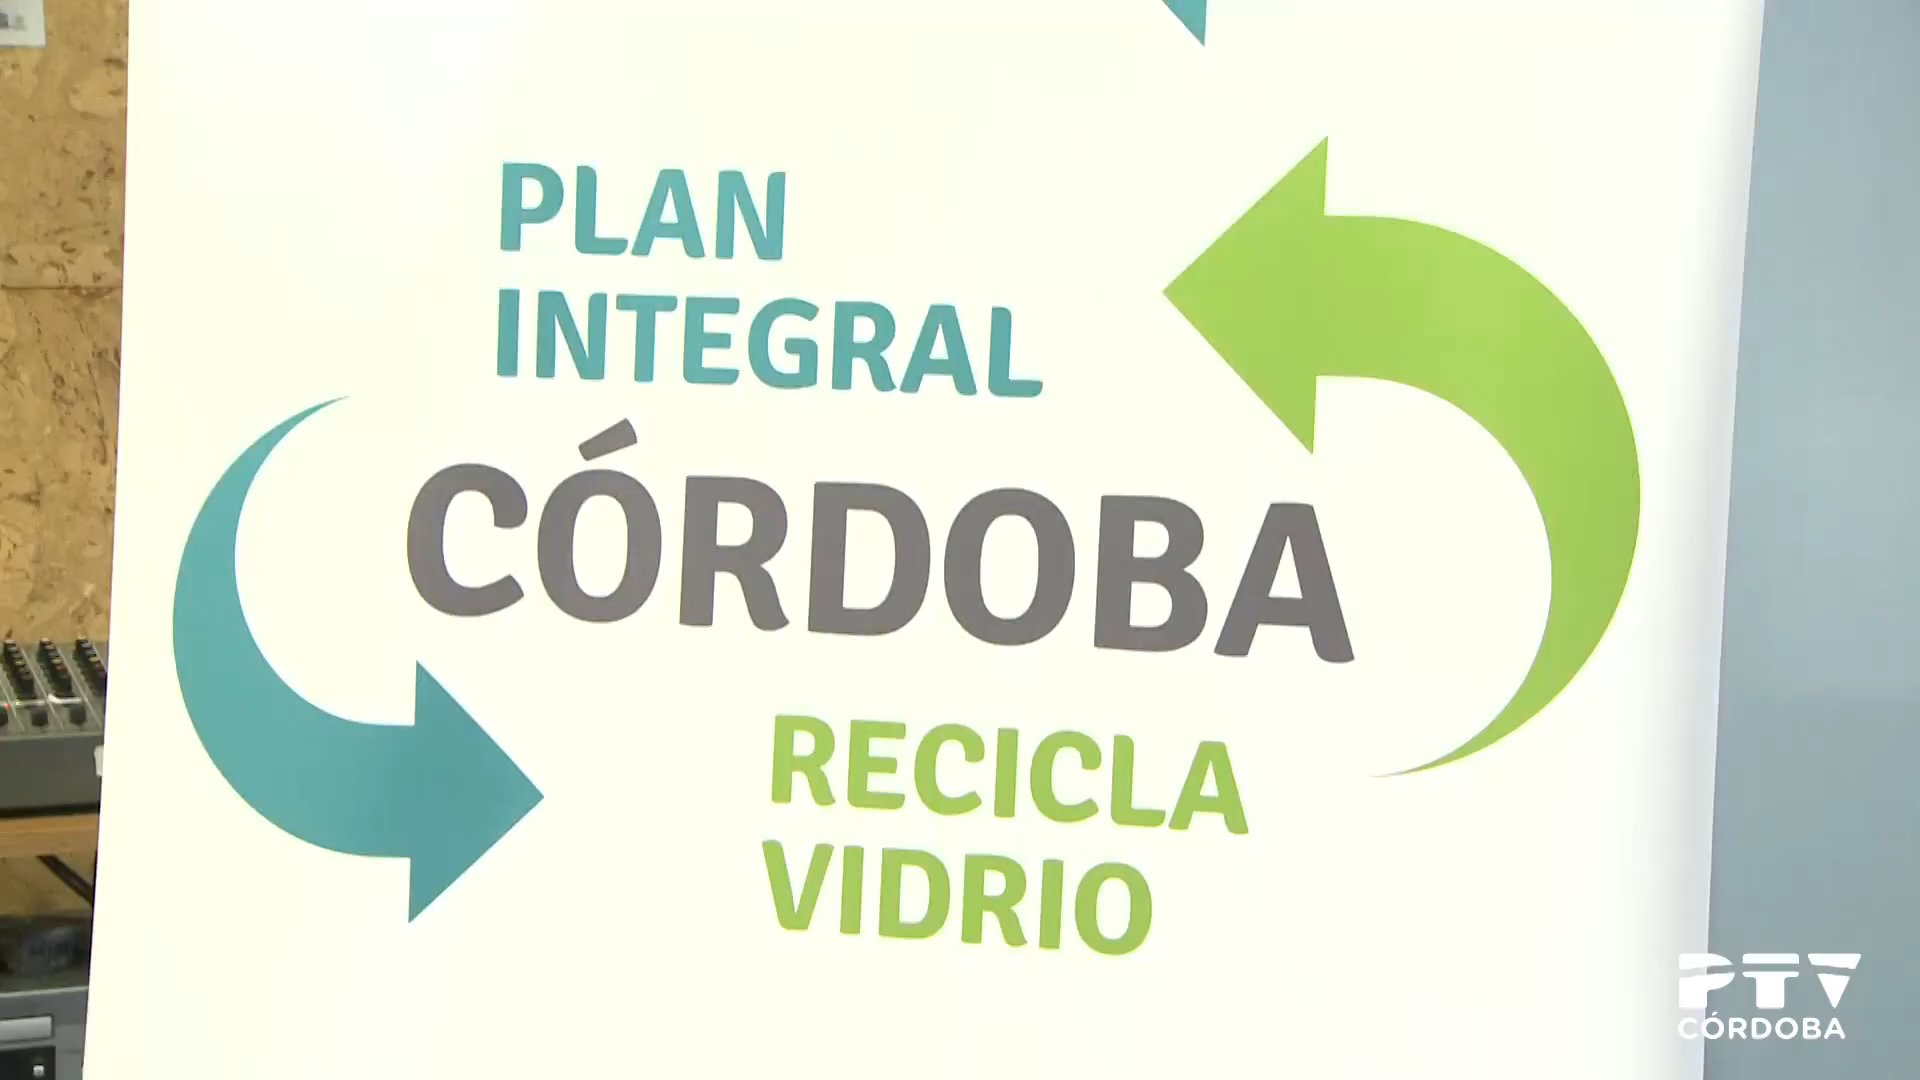 PLAN
INTEGRAL
CÓRDOBA
RECICLA
VIDRIO
PTV
CÓRDOBA